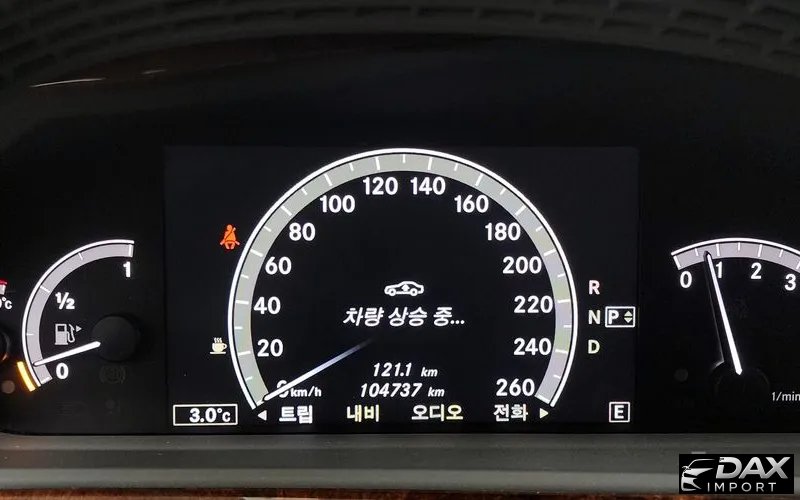 120 140
100 160
80 180
60 200
40 220
20 240
0 km/h 260
차량 상승 중...
121.1 km
104737 km
트립 내비 오디오 전화
3.0°c
R
N P
D
E
1
½
0
0 1 2 3
1/min
DAX
IMPORT